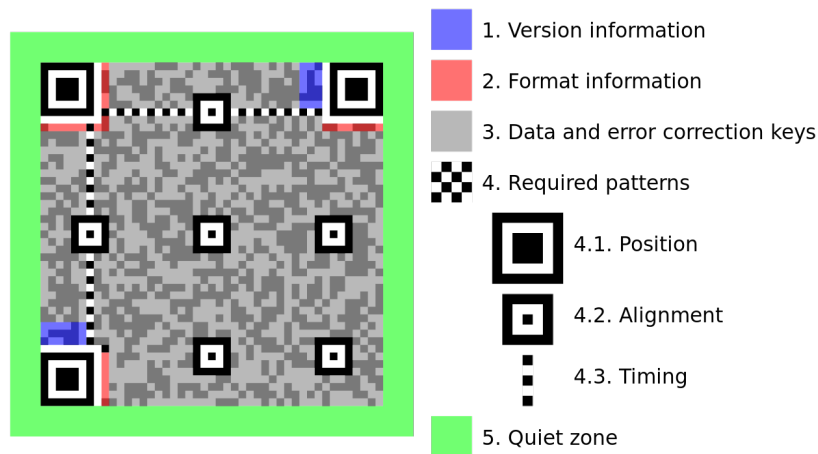 1. Version information
2. Format information
3. Data and error correction keys
4. Required patterns
4.1. Position
4.2. Alignment
4.3. Timing
5. Quiet zone